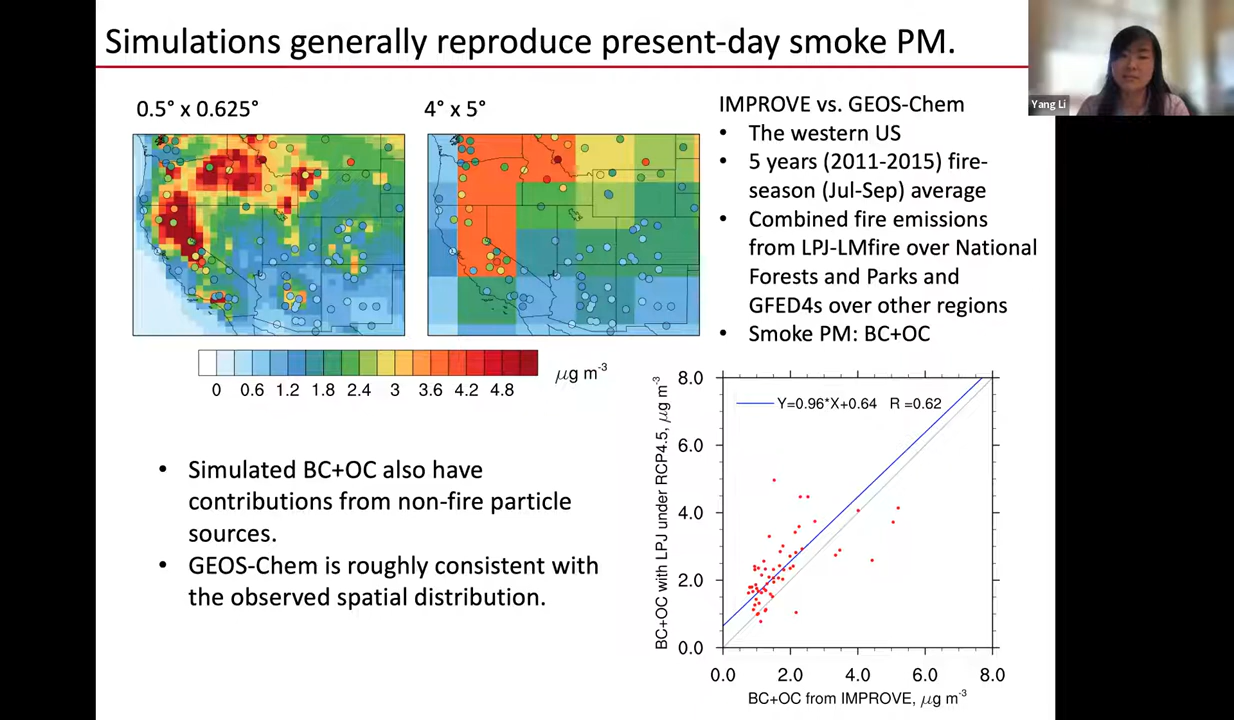 Simulations generally reproduce present-day smoke PM.
Yang Li
0.5° x 0.625°
4° x 5°
0 0.6 1.2 1.8 2.4 3 3.6 4.2 4.8
µg m-3
IMPROVE vs. GEOS-Chem
• The western US
• 5 years (2011-2015) fire-
season (Jul-Sep) average
• Combined fire emissions
from LPJ-LMfire over National
Forests and Parks and
GFED4s over other regions
• Smoke PM: BC+OC
• Simulated BC+OC also have
contributions from non-fire particle
sources.
• GEOS-Chem is roughly consistent with
the observed spatial distribution.
BC+OC with LPJ under RCP4.5, µg m-3
8.0
6.0
4.0
2.0
0.0
Y=0.96*X+0.64 R =0.62
0.0 2.0 4.0 6.0 8.0
BC+OC from IMPROVE, µg m-3